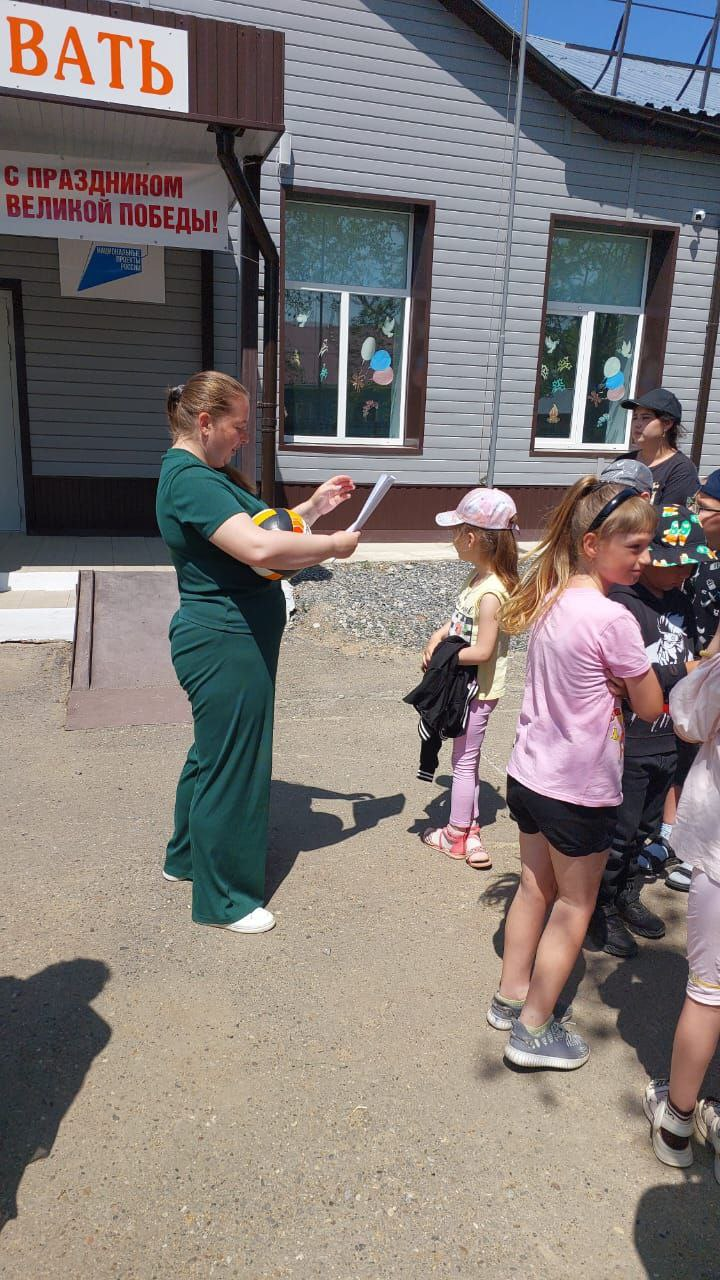 ВАТЬ
С ПРАЗДНИКОМ
ВЕЛИКОЙ ПОБЕДЫ!
НАЦИОНАЛЬНЫЕ
ПРОЕКТЫ
РОССИИ